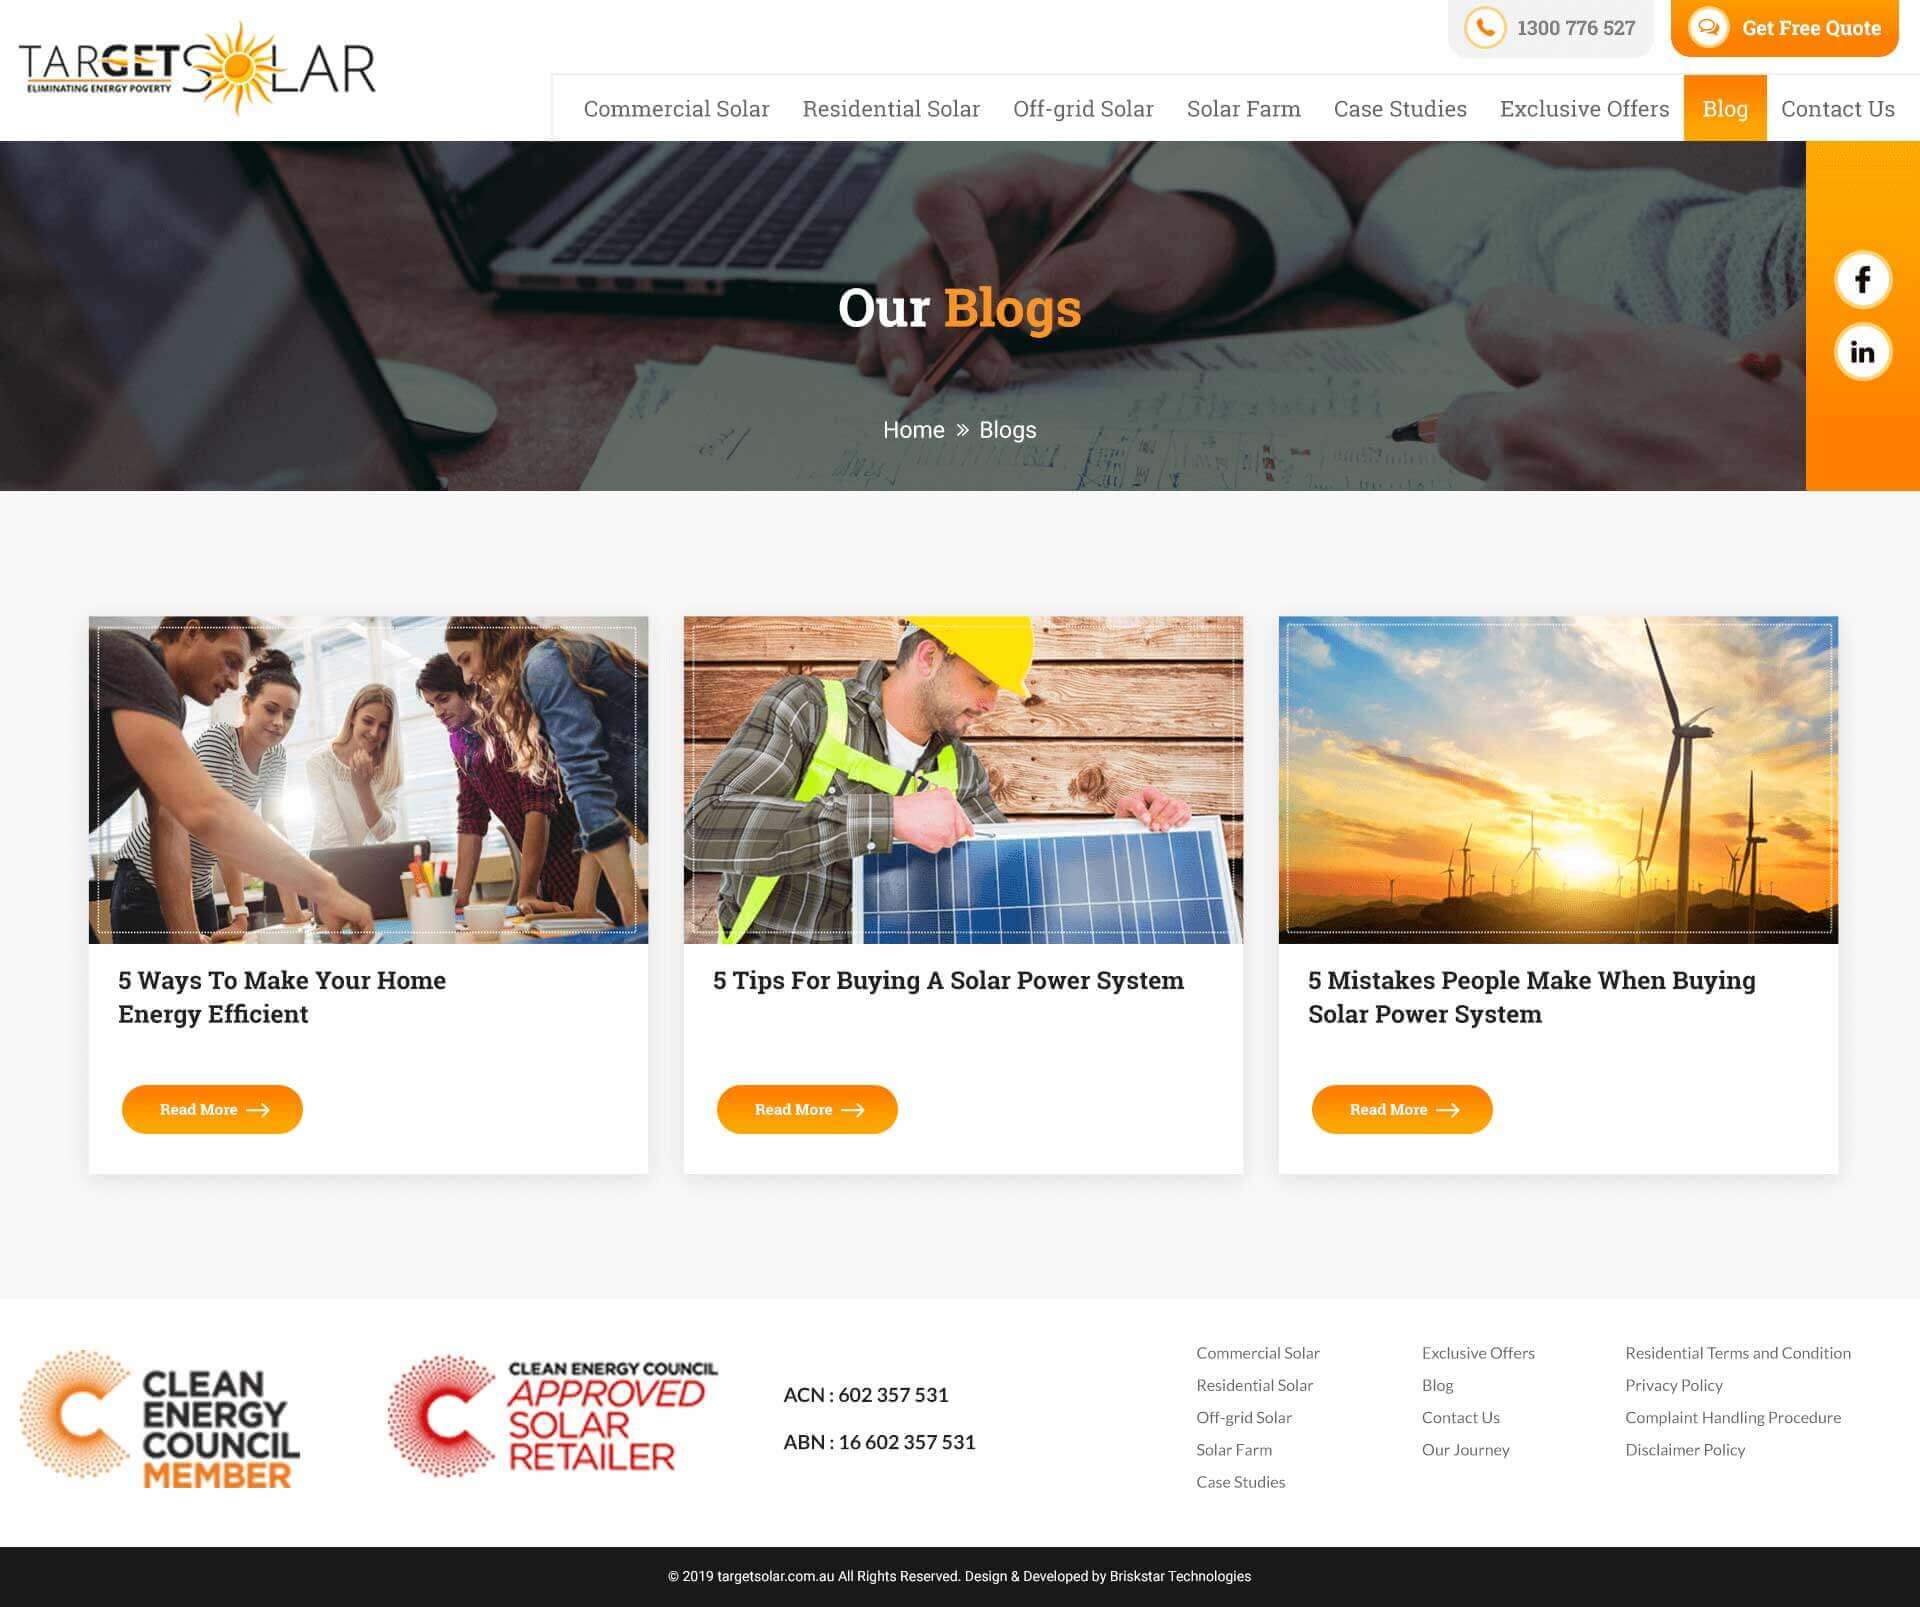 TARGETSOLAR
ELIMINATING ENERGY POVERTY
1300 776 527
Get Free Quote
Commercial Solar
Residential Solar
Off-grid Solar
Solar Farm
Case Studies
Exclusive Offers
Blog
Contact Us
Our Blogs
Home » Blogs
5 Ways To Make Your Home
Energy Efficient
Read More
5 Tips For Buying A Solar Power System
Read More
5 Mistakes People Make When Buying
Solar Power System
Read More
CLEAN
ENERGY
COUNCIL
MEMBER
CLEAN ENERGY COUNCIL
APPROVED
SOLAR
RETAILER
ACN : 602 357 531
ABN : 16 602 357 531
Commercial Solar
Residential Solar
Off-grid Solar
Solar Farm
Case Studies
Exclusive Offers
Blog
Contact Us
Our Journey
Residential Terms and Condition
Privacy Policy
Complaint Handling Procedure
Disclaimer Policy
© 2019 targetsolar.com.au All Rights Reserved. Design & Developed by Briskstar Technologies